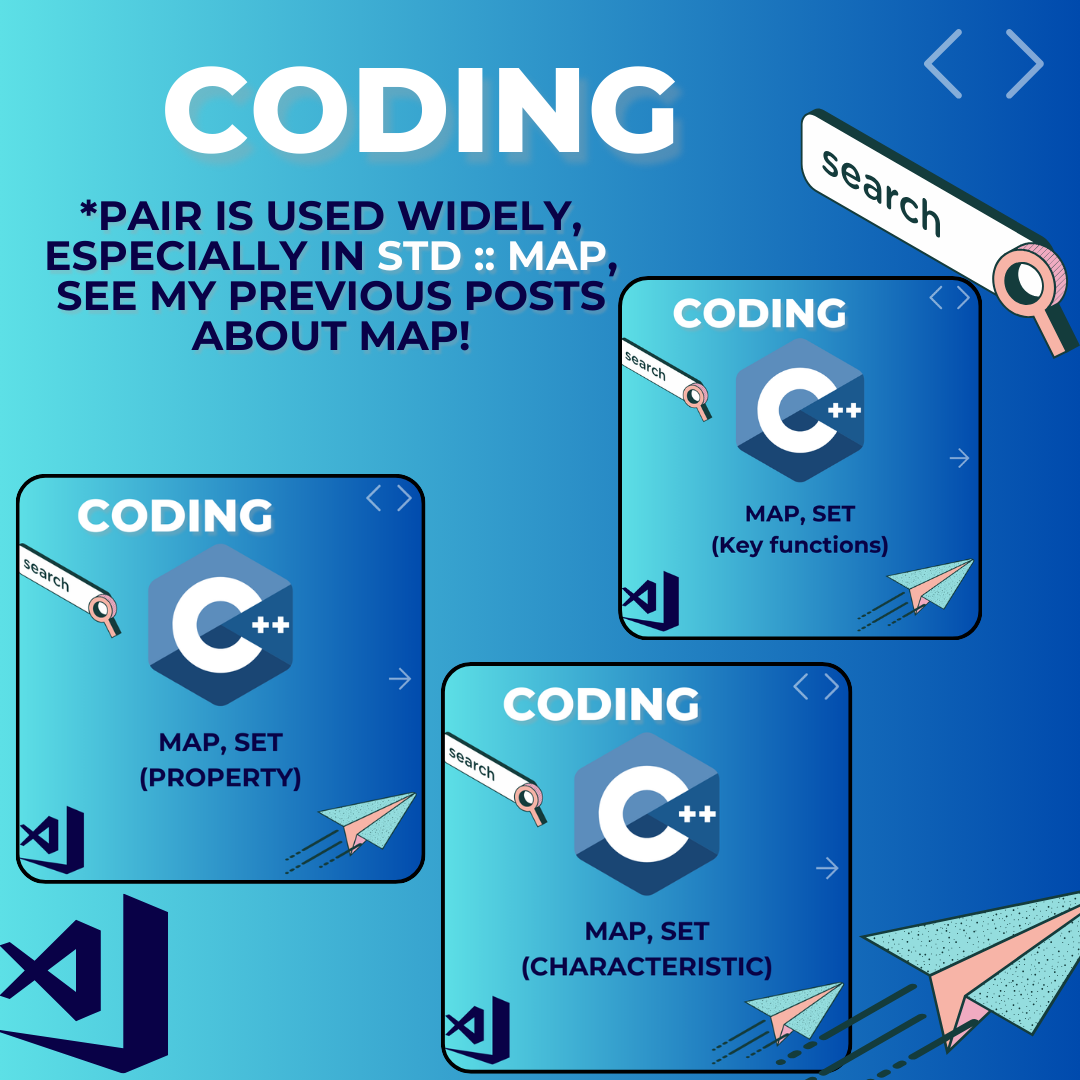 CODING
*PAIR IS USED WIDELY,
ESPECIALLY IN STD :: MAP,
SEE MY PREVIOUS POSTS
ABOUT MAP!
search
CODING
search
C++
MAP, SET
(Key functions)
CODING
search
C++
MAP, SET
(PROPERTY)
CODING
search
C++
MAP, SET
(CHARACTERISTIC)